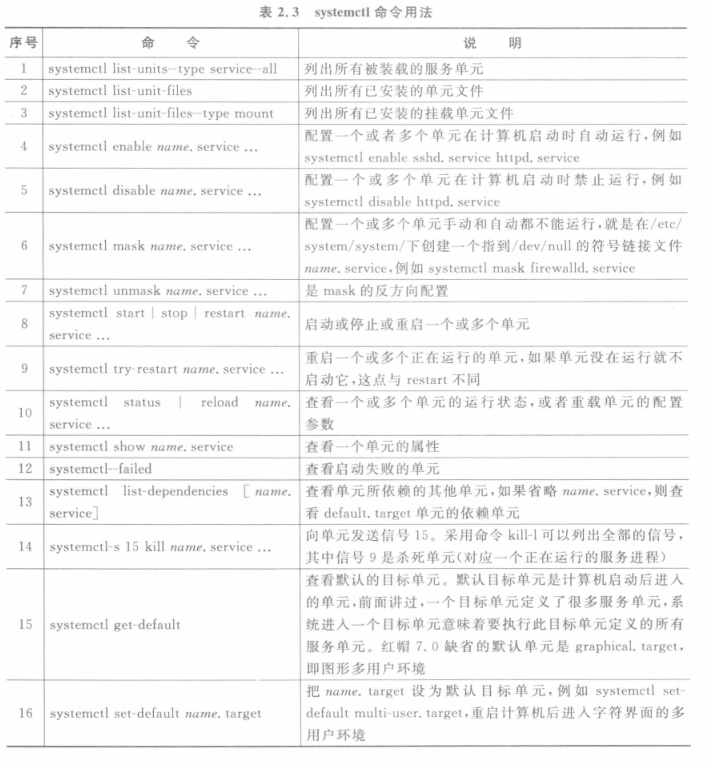 表 2.3 systemctl 命令用法
序号 命 令 说 明
1 systemctl list-units--type service--all 列出所有被装载的服务单元
2 systemctl list-unit-files 列出所有已安装的单元文件
3 systemctl list-unit-files--type mount 列出所有已安装的挂载单元文件
4 systemctl enable name. service ... 配置一个或者多个单元在计算机启动时自动运行,例如
systemctl enable sshd. service httpd. service
5 systemctl disable name. service ... 配置一个或多个单元在计算机启动时禁止运行,例如
systemctl disable httpd. service
6 systemctl mask name. service ... 配置一个或多个单元手动和自动都不能运行,就是在/etc/
system/system/下创建一个指到/dev/null 的符号链接文件
name. service,例如 systemctl mask firewalld. service
7 systemctl unmask name. service ... 是 mask 的反方向配置
8 systemctl start | stop | restart name.
service ... 启动或停止或重启一个或多个单元
9 systemctl try-restart name. service ... 重启一个或多个正在运行的单元,如果单元没在运行就不
启动它,这点与 restart 不同
10 systemctl status | reload name. 查看一个或多个单元的运行状态,或者重载单元的配置
service ... 参数
11 systemctl show name. service 查看一个单元的属性
12 systemctl--failed 查看启动失败的单元
13 systemctl list-dependencies [ name. 查看单元所依赖的其他单元,如果省略 name. service,则查
service] 看 default. target 单元的依赖单元
14 systemctl-s 15 kill name. service ... 向单元发送信号 15。采用命令 kill-l 可以列出全部的信号,
其中信号 9 是杀死单元(对应一个正在运行的服务进程)
15 systemctl get-default 查看默认的目标单元。默认目标单元是计算机启动后进入
的单元,前面讲过,一个目标单元定义了很多服务单元,系
统进入一个目标单元意味着要执行此目标单元定义的所有
服务单元。红帽 7.0 缺省的默认单元是 graphical. target,
即图形多用户环境
16 systemctl set-default name. target 把 name. target 设为默认目标单元,例如 systemctl set-
default multi-user. target,重启计算机后进入字符界面的多
用户环境